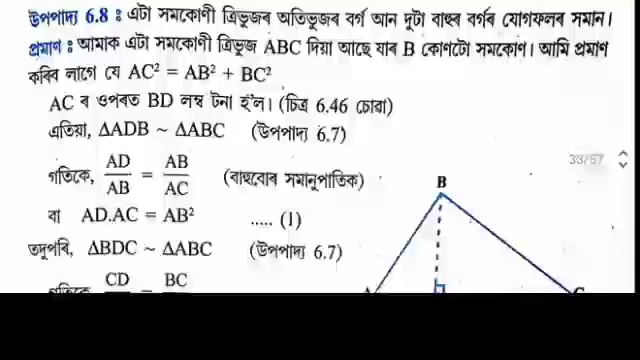 উপপাদ্য 6.8 : এটা সমকোণী ত্ৰিভুজৰ অতিভুজৰ বৰ্গ আন দুটা বাহুৰ বৰ্গৰ যোগফলৰ সমান।
প্ৰমাণ : আমাক এটা সমকোণী ত্ৰিভুজ ABC দিয়া আছে যাৰ B কোণটো সমকোণ। আমি প্ৰমাণ
কৰিব লাগে যে AC² = AB² + BC²
AC ৰ ওপৰত BD লম্ব টনা হ'ল। (চিত্ৰ 6.46 চোৱা)
এতিয়া, ΔADB ~ ΔABC (উপপাদ্য 6.7)
33/57
গতিকে, AD/AB = AB/AC (বাহুবোৰ সমানুপাতিক)
B
বা AD.AC = AB² ..... (1)
তদুপৰি, ΔBDC ~ ΔABC (উপপাদ্য 6.7)
গতিকে CD = BC
A C